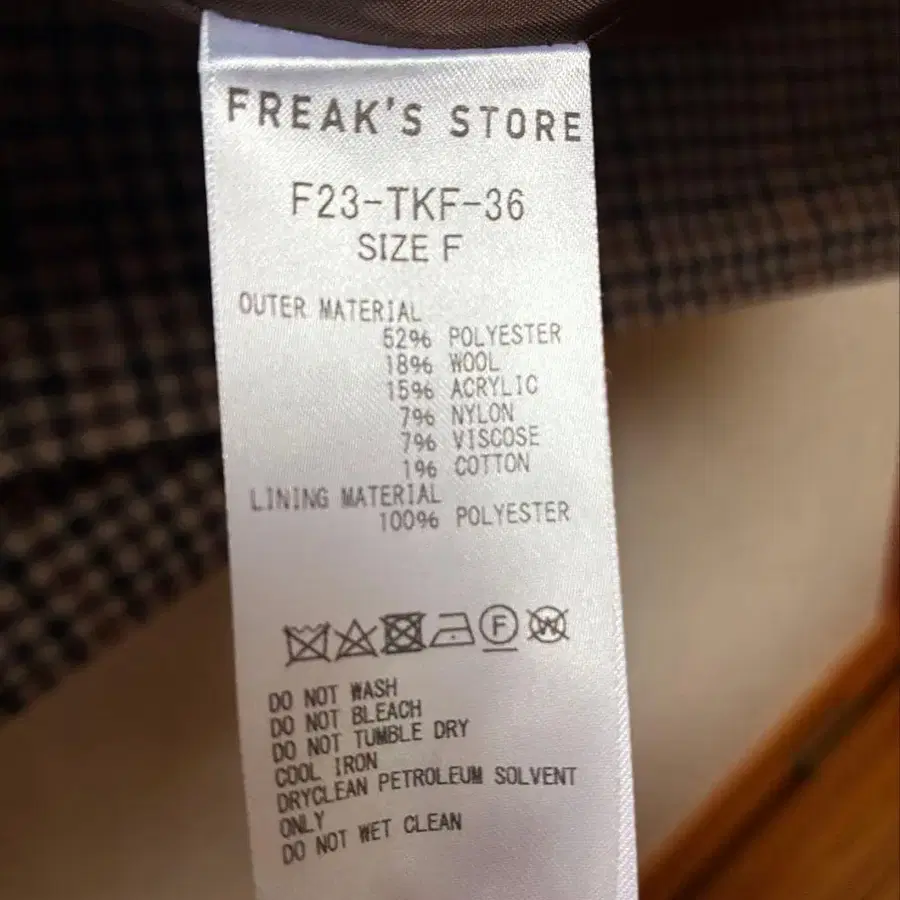 FREAK'S STORE
F23-TKF-36
SIZE F
OUTER MATERIAL
52% POLYESTER
18% WOOL
15% ACRYLIC
7% NYLON
7% VISCOSE
1% COTTON
LINING MATERIAL
100% POLYESTER
F W
DO NOT WASH
DO NOT BLEACH
DO NOT TUMBLE DRY
COOL IRON
DRYCLEAN PETROLEUM SOLVENT
ONLY
DO NOT WET CLEAN